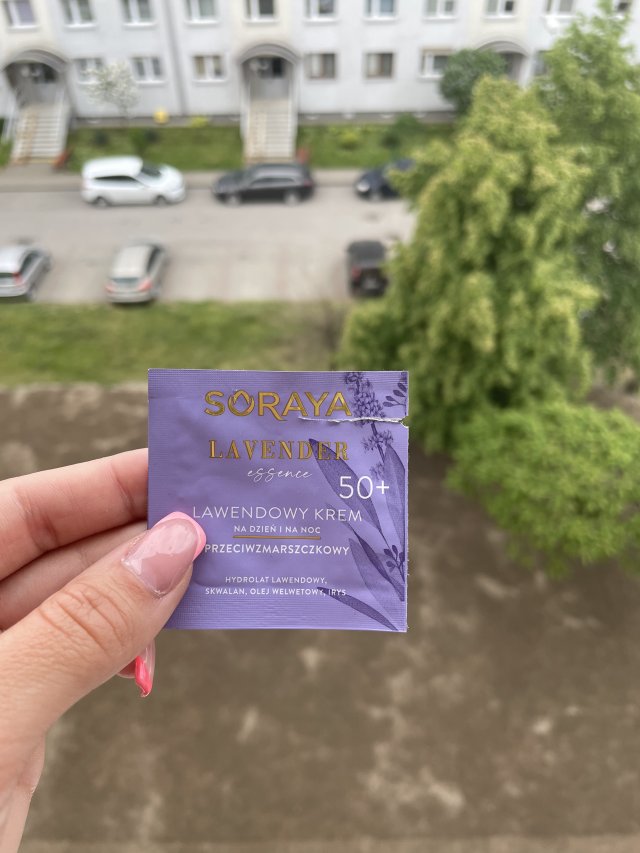 SORAYA
LAVENDER
essence
50+
LAWENDOWY KREM
NA DZIEŃ I NA NOC
PRZECIWZMARSZCZKOWY
HYDROLAT LAWENDOWY,
SKWALAN, OLEJ WELWETOWY, IRYS